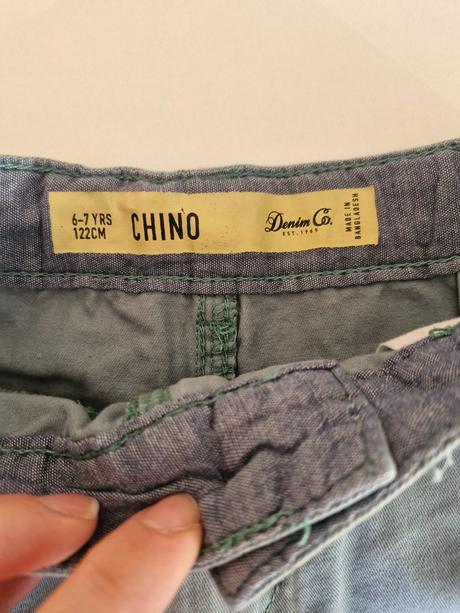 6-7 YRS
122CM
CHINO
Denim Co.
EST. 1969
MADE IN
BANGLADESH